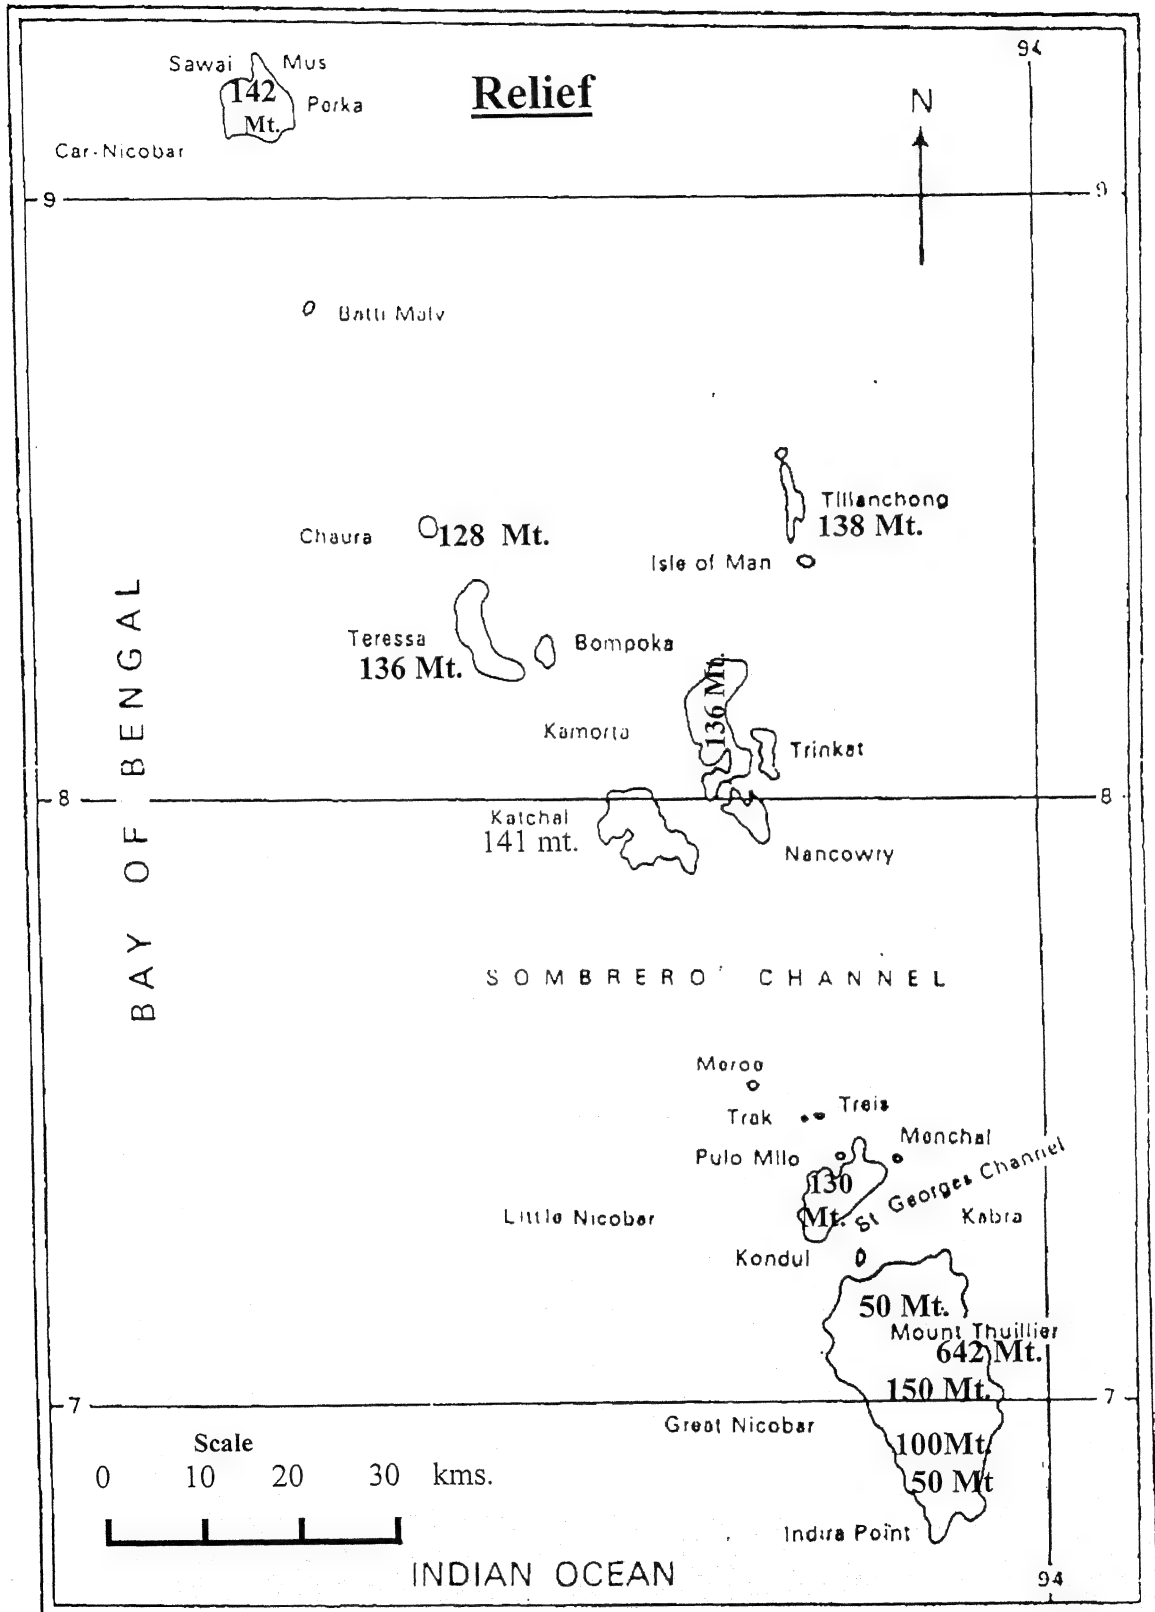 94
Sawai Mus
Relief
142
Mt.
Porka
N
Car-Nicobar
9 9
Batti Malv
Tillanchong
138 Mt.
Chaura
128 Mt.
Isle of Man
Teressa
136 Mt.
Bompoka
136 Mt.
Kamorta
Trinkat
BAY OF BENGAL
8 8
Katchal
141 mt.
Nancowry
SOMBRERO CHANNEL
Meroe
Trak Treis
Pulo Milo Menchal
130
Mt.
St Georges Channel
Little Nicobar
Kabra
Kondul
50 Mt.
Mount Thuillier
642 Mt.
150 Mt.
7 7
Great Nicobar
100Mt.
50 Mt
Scale
0 10 20 30 kms.
Indira Point
INDIAN OCEAN
94